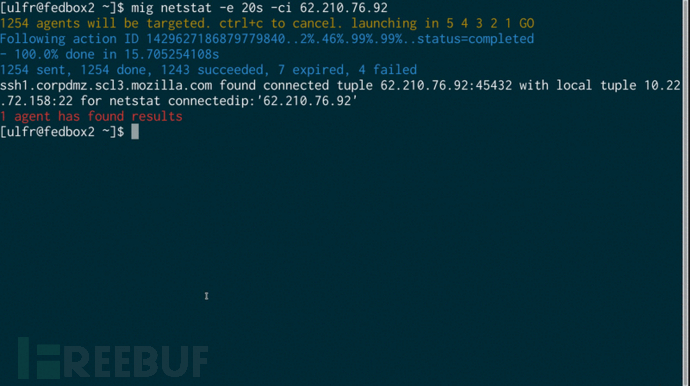 [ulfr@fedbox2 ~]$ mig netstat -e 20s -ci 62.210.76.92
1254 agents will be targeted. ctrl+c to cancel. launching in 5 4 3 2 1 GO
Following action ID 1429627186879779840..2%.46%.99%.99%..status=completed
- 100.0% done in 15.705254108s
1254 sent, 1254 done, 1243 succeeded, 7 expired, 4 failed
ssh1.corpdmz.scl3.mozilla.com found connected tuple 62.210.76.92:45432 with local tuple 10.22
.72.158:22 for netstat connectedip:'62.210.76.92'
1 agent has found results
[ulfr@fedbox2 ~]$
FREEBUF